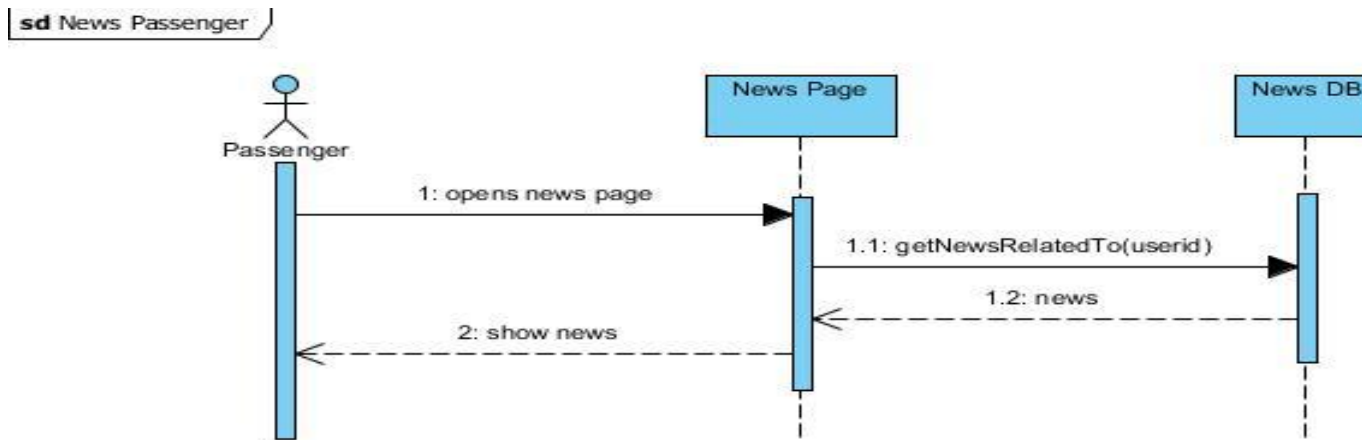 sd News Passenger
News Page
News DB
Passenger
1: opens news page
1.1: getNewsRelatedTo(userid)
1.2: news
2: show news